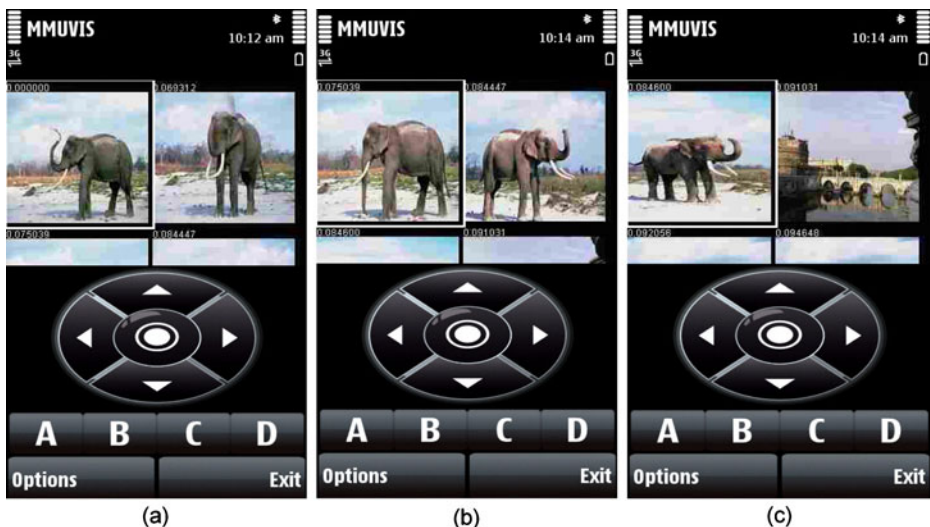 MMUVIS
10:12 am
3G
0.000000
0.069312
0.075039
0.084447
A B C D
Options Exit
(a)
MMUVIS
10:14 am
3G
0.075039
0.084447
0.084600
0.091031
A B C D
Options Exit
(b)
MMUVIS
10:14 am
3G
0.084600
0.091031
0.092056
0.094648
A B C D
Options Exit
(c)